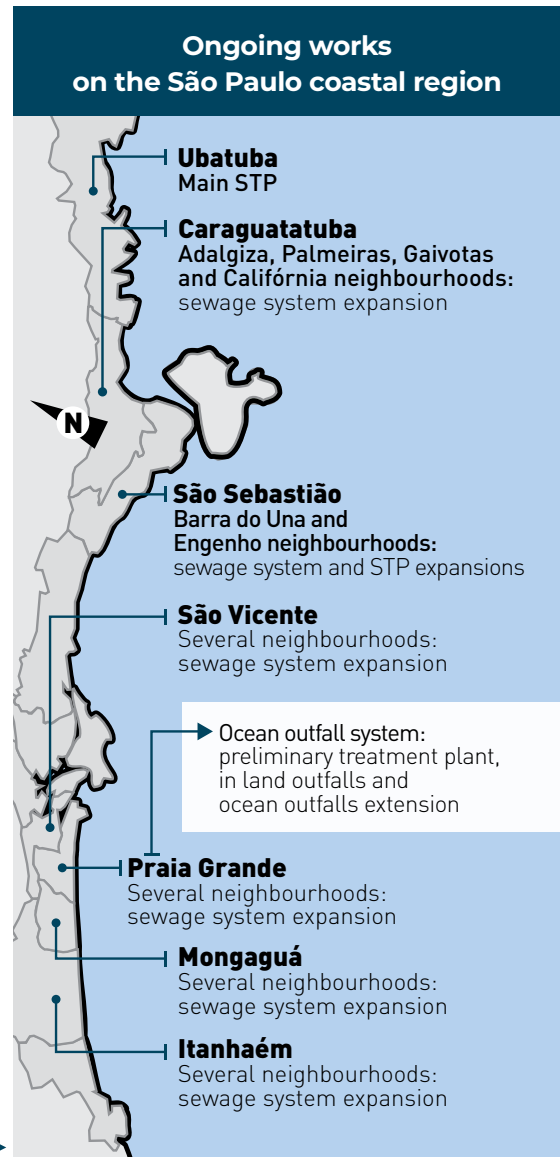 Ongoing works
on the São Paulo coastal region
Ubatuba
Main STP
Caraguatatuba
Adalgiza, Palmeiras, Gaivotas
and Califórnia neighbourhoods:
sewage system expansion
N
São Sebastião
Barra do Una and
Engenho neighbourhoods:
sewage system and STP expansions
São Vicente
Several neighbourhoods:
sewage system expansion
Ocean outfall system:
preliminary treatment plant,
in land outfalls and
ocean outfalls extension
Praia Grande
Several neighbourhoods:
sewage system expansion
Mongaguá
Several neighbourhoods:
sewage system expansion
Itanhaém
Several neighbourhoods:
sewage system expansion